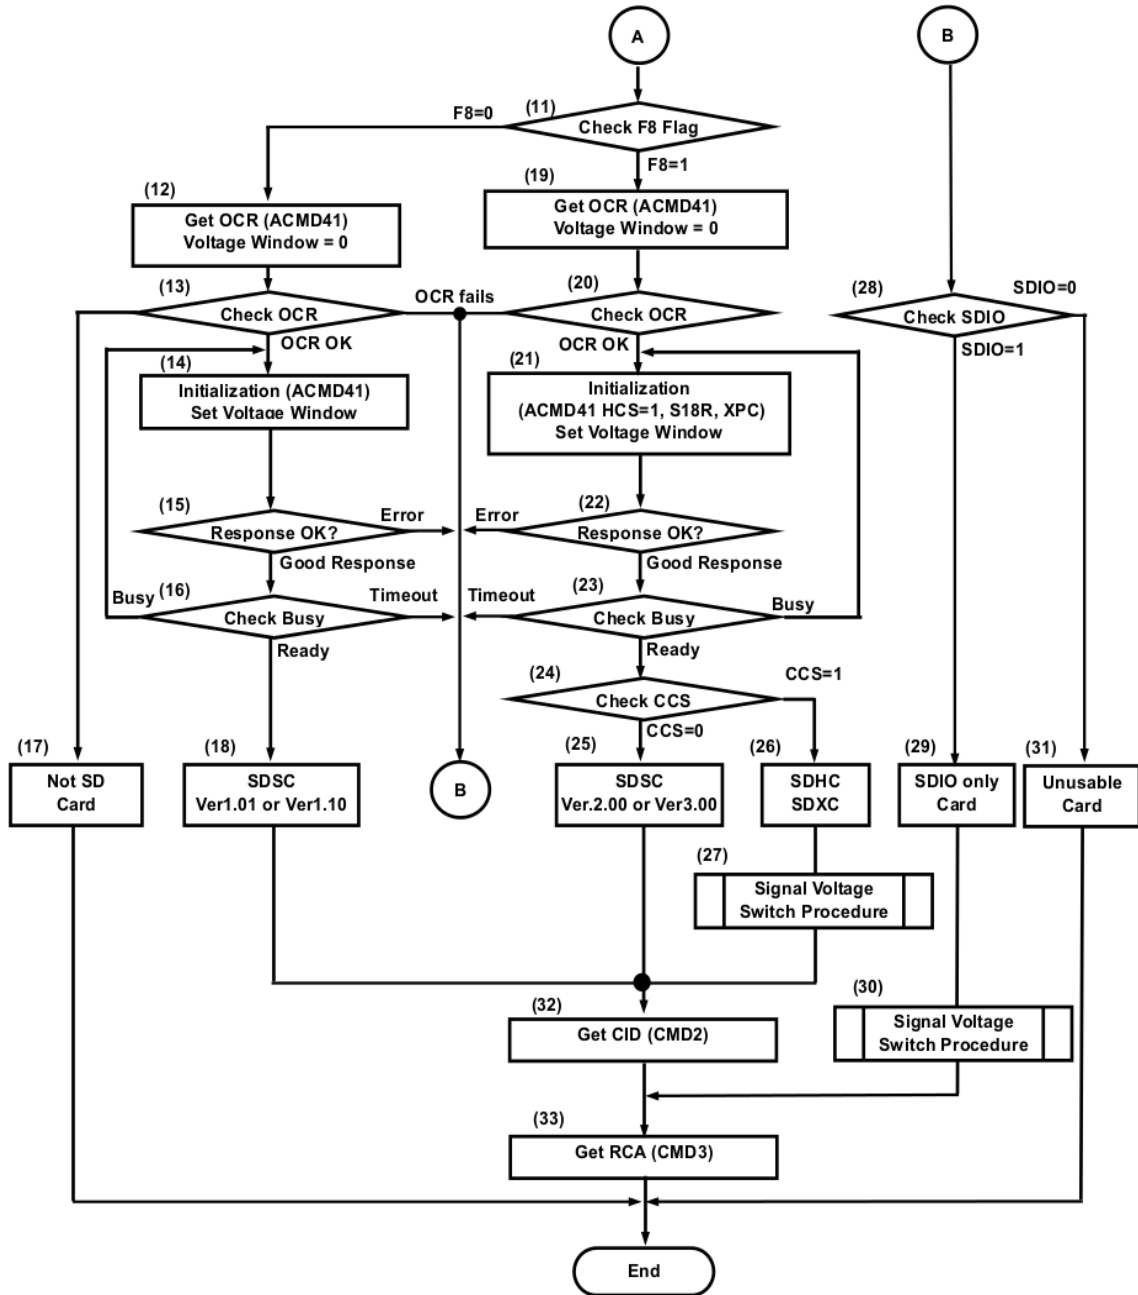 A
B
F8=0
(11)
Check F8 Flag
F8=1
(12)
Get OCR (ACMD41)
Voltage Window = 0
(19)
Get OCR (ACMD41)
Voltage Window = 0
(13)
Check OCR
OCR fails
(20)
Check OCR
(28)
Check SDIO
SDIO=0
SDIO=1
OCR OK
OCR OK
(14)
Initialization (ACMD41)
Set Voltage Window
(21)
Initialization
(ACMD41 HCS=1, S18R, XPC)
Set Voltage Window
(15)
Response OK?
Error
Error
(22)
Response OK?
Good Response
Good Response
Busy
(16)
Check Busy
Timeout
Timeout
(23)
Check Busy
Busy
Ready
Ready
(24)
Check CCS
CCS=1
CCS=0
(17)
Not SD
Card
(18)
SDSC
Ver1.01 or Ver1.10
B
(25)
SDSC
Ver.2.00 or Ver3.00
(26)
SDHC
SDXC
(29)
SDIO only
Card
(31)
Unusable
Card
(27)
Signal Voltage
Switch Procedure
(30)
Signal Voltage
Switch Procedure
(32)
Get CID (CMD2)
(33)
Get RCA (CMD3)
End